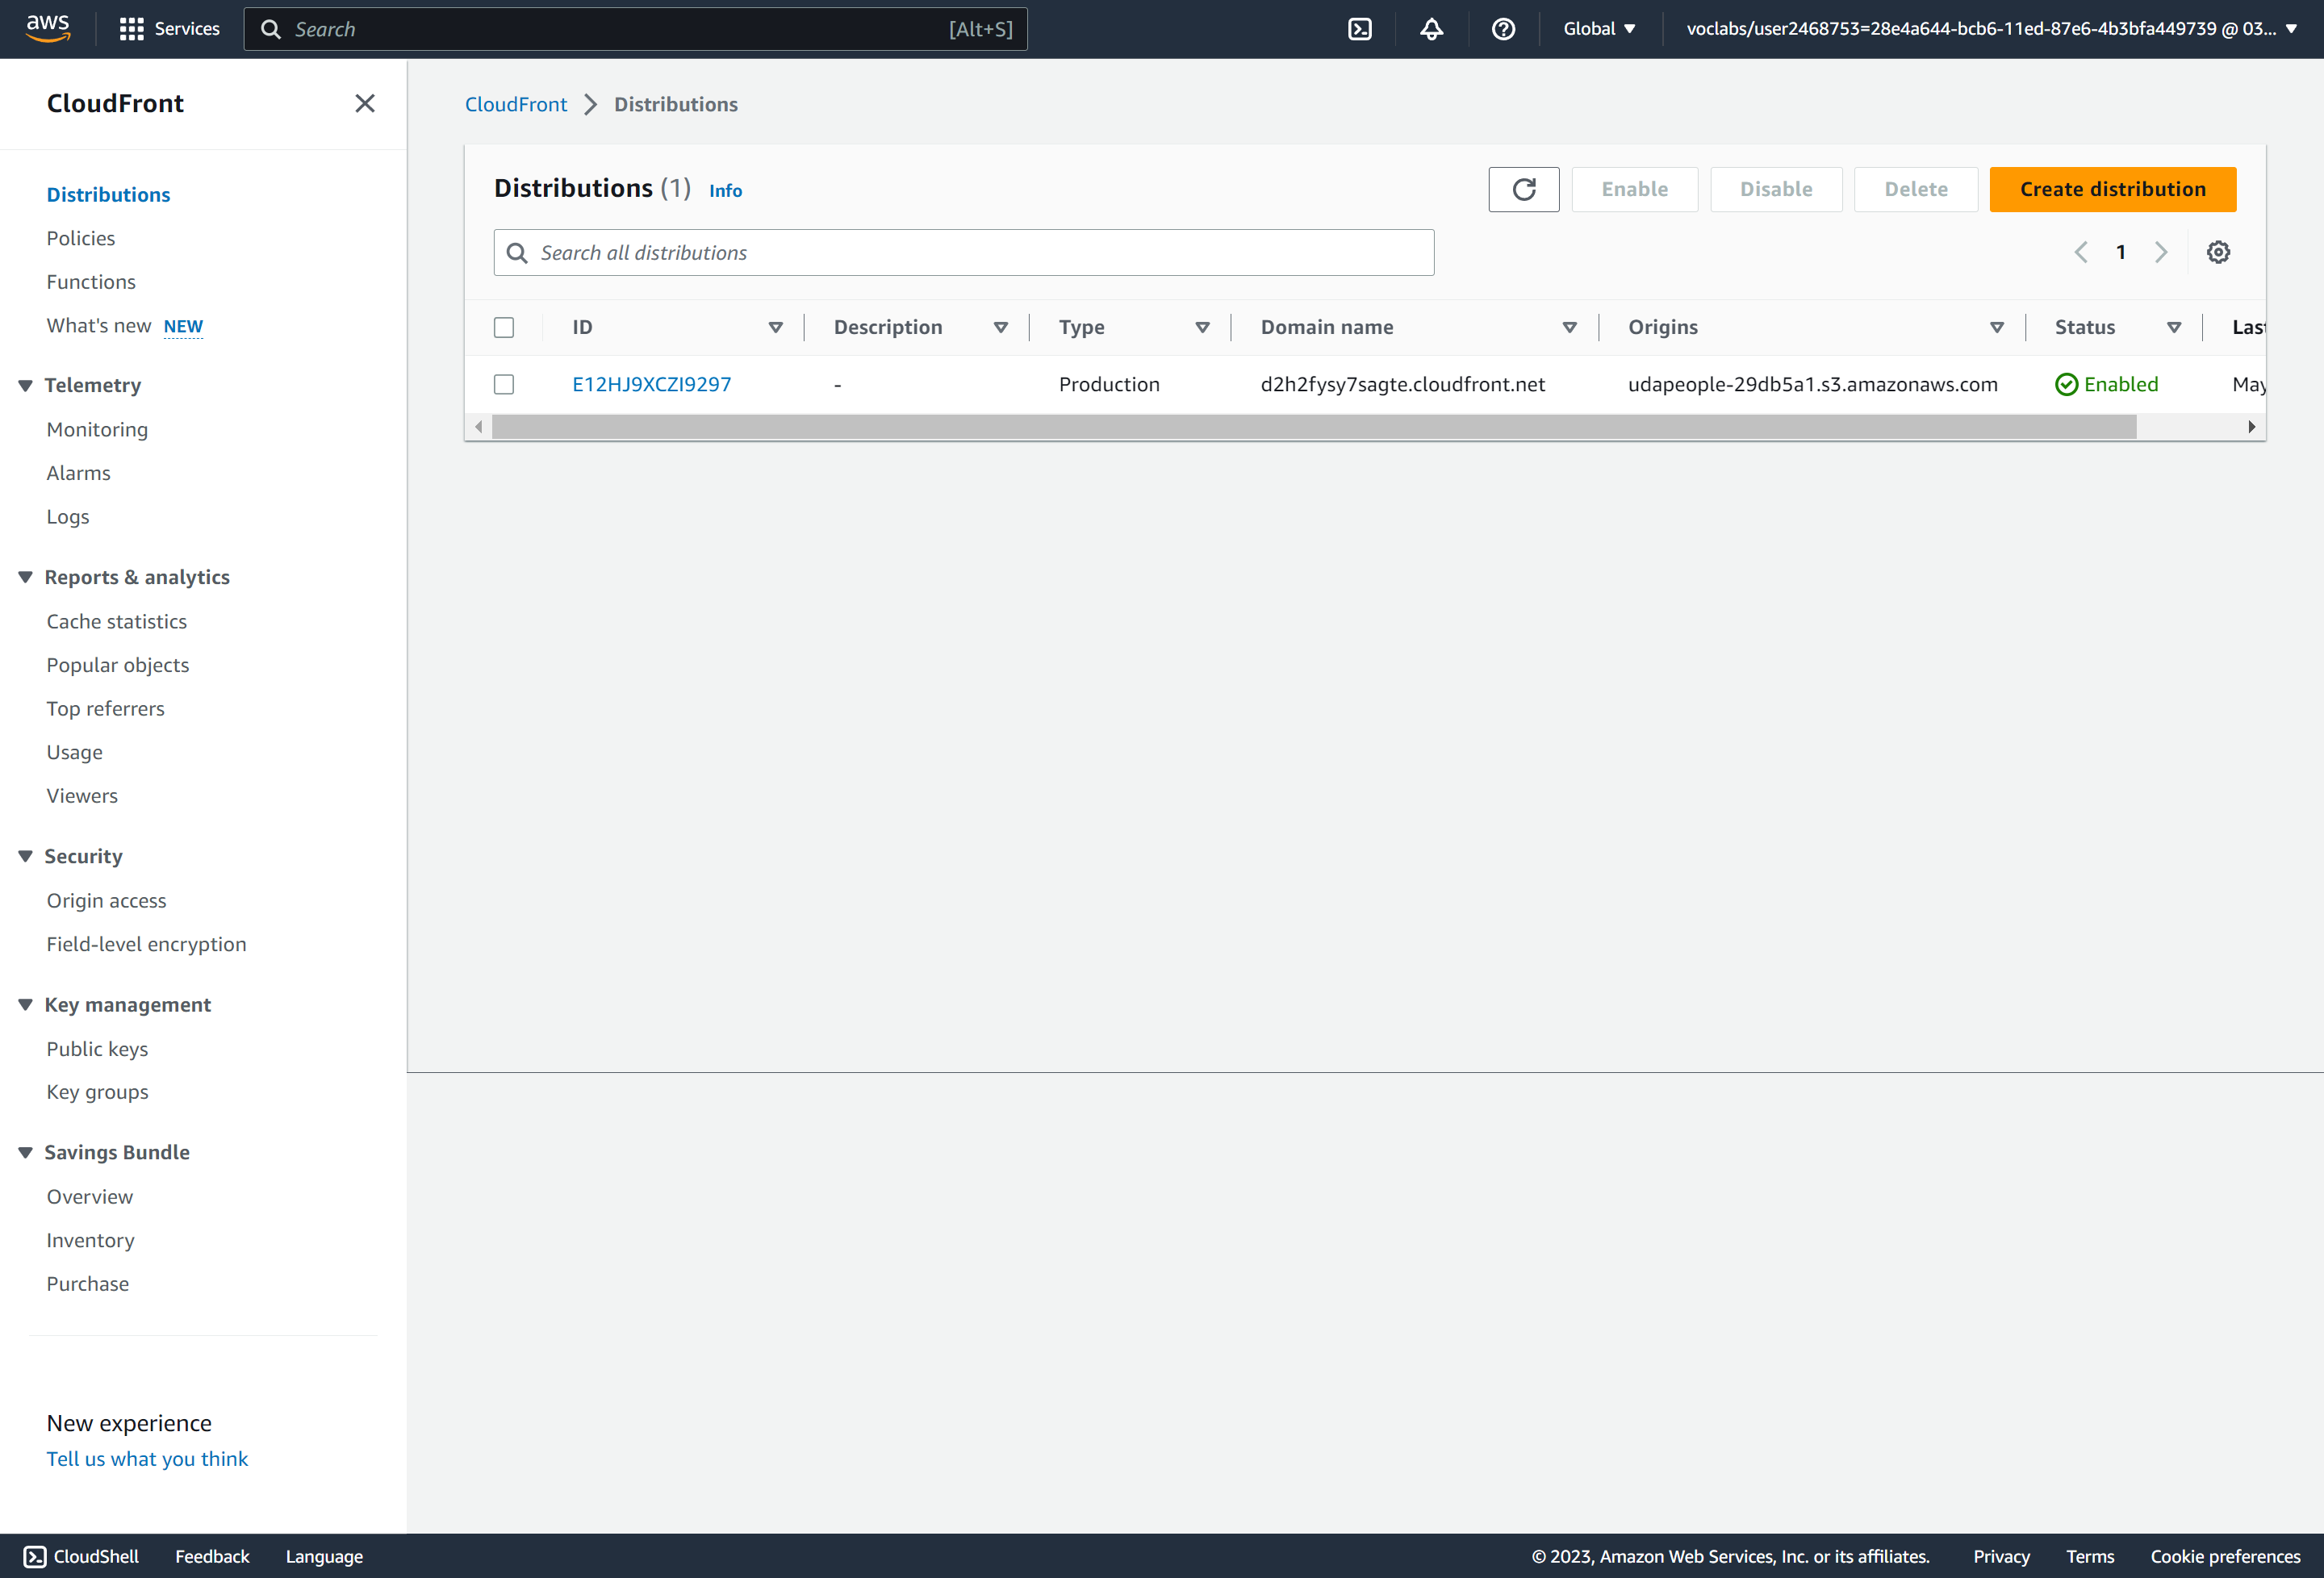 aws Services Search [Alt+S] Global voclabs/user2468753=28e4a644-bcb6-11ed-87e6-4b3bfa449739 @ 03...
CloudFront
Distributions
Policies
Functions
What's new NEW
Telemetry
Monitoring
Alarms
Logs
Reports & analytics
Cache statistics
Popular objects
Top referrers
Usage
Viewers
Security
Origin access
Field-level encryption
Key management
Public keys
Key groups
Savings Bundle
Overview
Inventory
Purchase
New experience
Tell us what you think
CloudFront Distributions
Distributions (1) Info Enable Disable Delete Create distribution
Search all distributions 1
ID Description Type Domain name Origins Status Last
E12HJ9XCZI9297 - Production d2h2fysy7sagte.cloudfront.net udapeople-29db5a1.s3.amazonaws.com Enabled May
CloudShell Feedback Language © 2023, Amazon Web Services, Inc. or its affiliates. Privacy Terms Cookie preferences